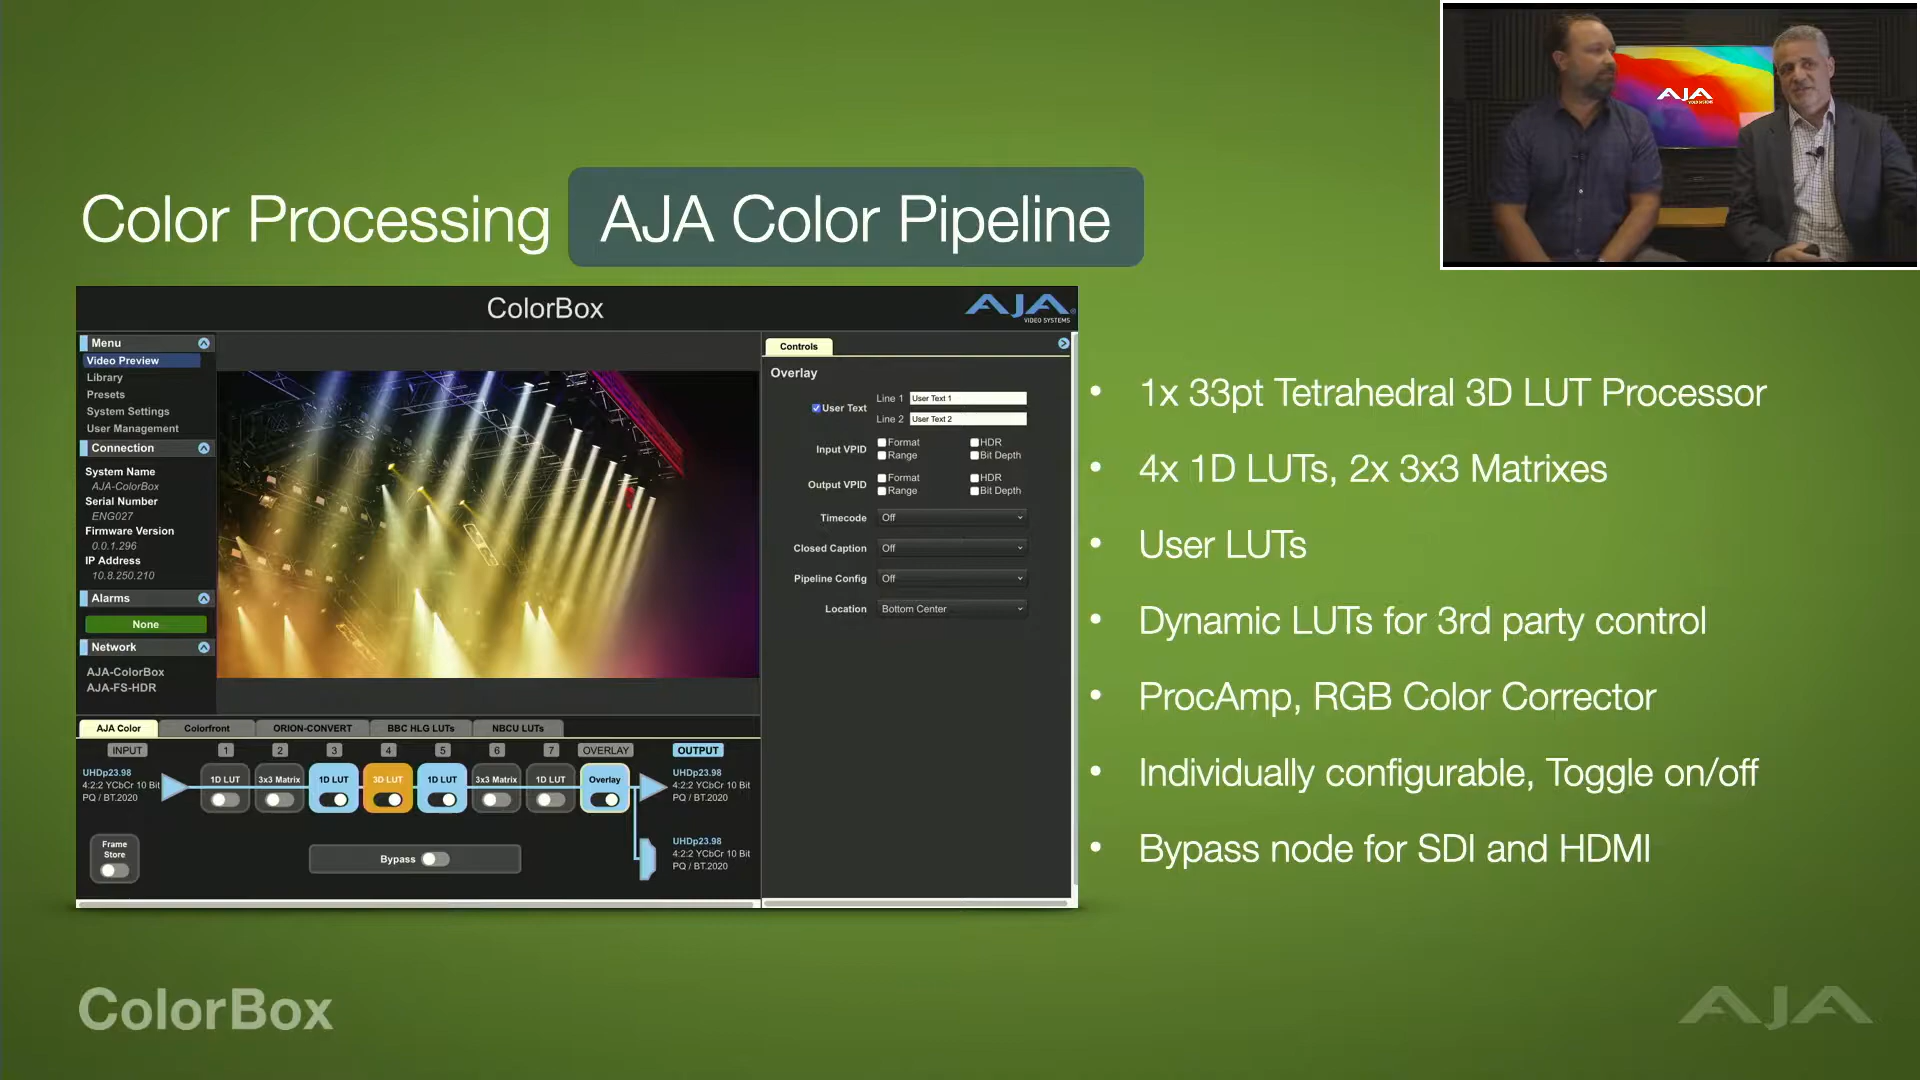 AJA
Color Processing AJA Color Pipeline
ColorBox
AJA
VIDEO SYSTEMS
Menu
Video Preview
Library
Presets
System Settings
User Management
Connection
System Name
AJA-ColorBox
Serial Number
ENG027
Firmware Version
0.0.1.296
IP Address
10.8.250.210
Alarms
None
Network
AJA-ColorBox
AJA-FS-HDR
Controls
Overlay
User Text
Line 1 User Text 1
Line 2 User Text 2
Input VPID
Format HDR
Range Bit Depth
Output VPID
Format HDR
Range Bit Depth
Timecode Off
Closed Caption Off
Pipeline Config Off
Location Bottom Center
AJA Color Colorfront ORION-CONVERT BBC HLG LUTs NBCU LUTs
INPUT 1 2 3 4 5 6 7 OVERLAY OUTPUT
UHDp23.98
4:2:2 YCbCr 10 Bit
PQ / BT.2020
1D LUT 3x3 Matrix 1D LUT 3D LUT 1D LUT 3x3 Matrix 1D LUT Overlay
UHDp23.98
4:2:2 YCbCr 10 Bit
PQ / BT.2020
Frame
Store
Bypass
UHDp23.98
4:2:2 YCbCr 10 Bit
PQ / BT.2020
• 1x 33pt Tetrahedral 3D LUT Processor
• 4x 1D LUTs, 2x 3x3 Matrixes
• User LUTs
• Dynamic LUTs for 3rd party control
• ProcAmp, RGB Color Corrector
• Individually configurable, Toggle on/off
• Bypass node for SDI and HDMI
ColorBox
AJA